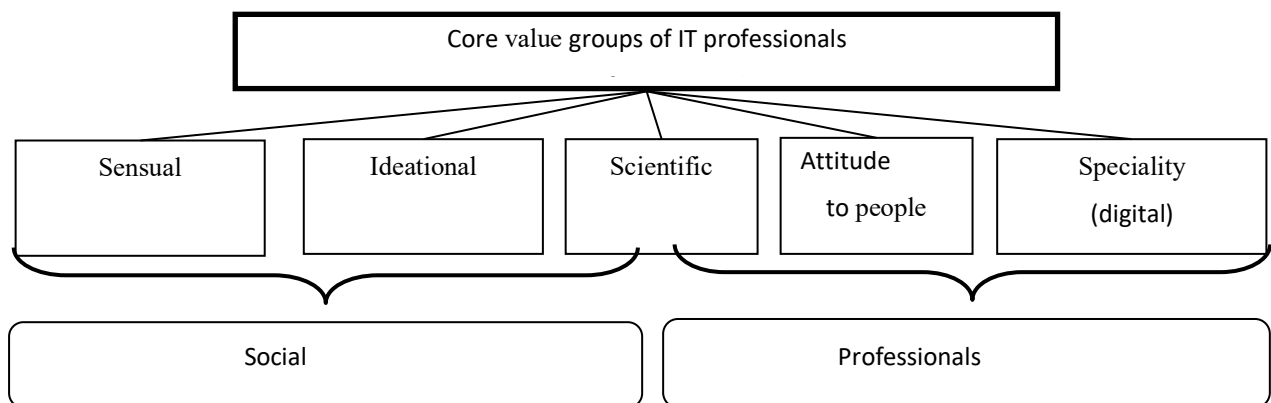 Core value groups of IT professionals
Sensual
Ideational
Scientific
Attitude
to people
Speciality
(digital)
Social
Professionals